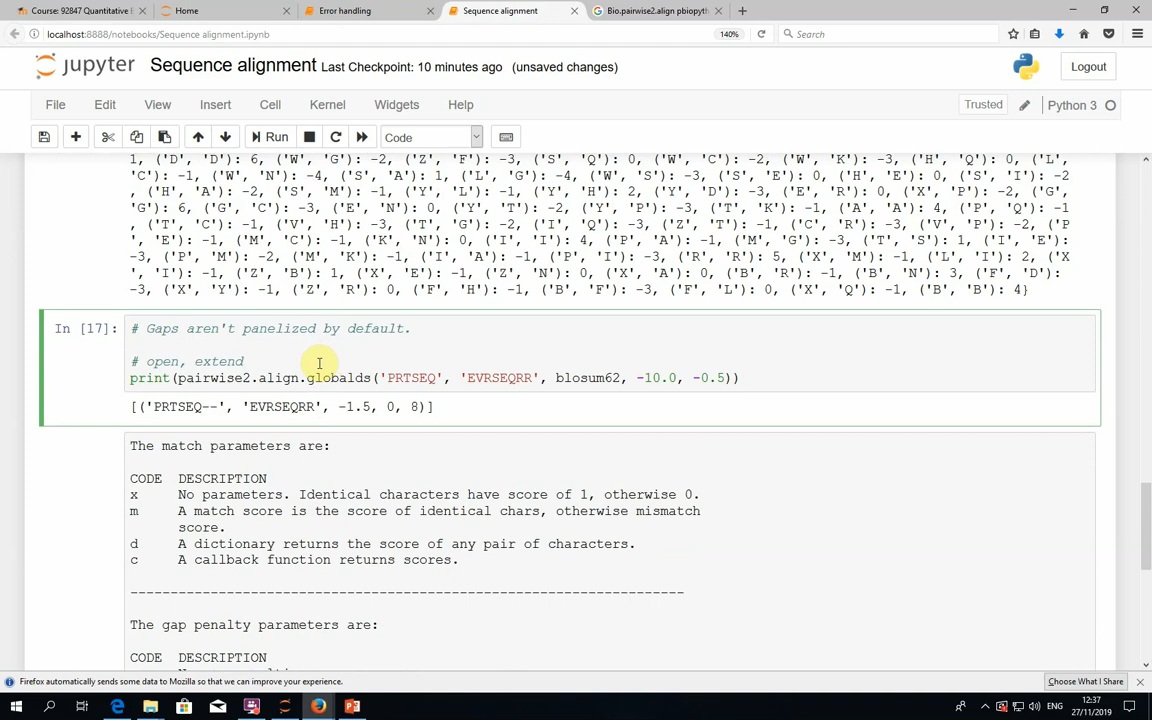 Course: 92847 Quantitative E
Home
Error handling
Sequence alignment
Bio.pairwise2.align pbiopyth
localhost:8888/notebooks/Sequence alignment.ipynb
140%
Search
jupyter Sequence alignment Last Checkpoint: 10 minutes ago (unsaved changes)
Logout
File Edit View Insert Cell Kernel Widgets Help
Trusted
Python 3
Run
Code
1, ('D', 'D'): 6, ('W', 'G'): -2, ('Z', 'F'): -3, ('S', 'Q'): 0, ('W', 'C'): -2, ('W', 'K'): -3, ('H', 'Q'): 0, ('L',
'C'): -1, ('W', 'N'): -4, ('S', 'A'): 1, ('L', 'G'): -4, ('W', 'S'): -3, ('S', 'E'): 0, ('H', 'E'): 0, ('S', 'I'): -2
, ('H', 'A'): -2, ('S', 'M'): -1, ('Y', 'L'): -1, ('Y', 'H'): 2, ('Y', 'D'): -3, ('E', 'R'): 0, ('X', 'P'): -2, ('G',
'G'): 6, ('G', 'C'): -3, ('E', 'N'): 0, ('Y', 'T'): -2, ('Y', 'P'): -3, ('T', 'K'): -1, ('A', 'A'): 4, ('P', 'Q'): -1
, ('T', 'C'): -1, ('V', 'H'): -3, ('T', 'G'): -2, ('I', 'Q'): -3, ('Z', 'T'): -1, ('C', 'R'): -3, ('V', 'P'): -2, ('P
', 'E'): -1, ('M', 'C'): -1, ('K', 'N'): 0, ('I', 'I'): 4, ('P', 'A'): -1, ('M', 'G'): -3, ('T', 'S'): 1, ('I', 'E'):
-3, ('P', 'M'): -2, ('M', 'K'): -1, ('I', 'A'): -1, ('P', 'I'): -3, ('R', 'R'): 5, ('X', 'M'): -1, ('L', 'I'): 2, ('X
', 'I'): -1, ('Z', 'B'): 1, ('X', 'E'): -1, ('Z', 'N'): 0, ('X', 'A'): 0, ('B', 'R'): -1, ('B', 'N'): 3, ('F', 'D'):
-3, ('X', 'Y'): -1, ('Z', 'R'): 0, ('F', 'H'): -1, ('B', 'F'): -3, ('F', 'L'): 0, ('X', 'Q'): -1, ('B', 'B'): 4}
In [17]:
# Gaps aren't panelized by default.
# open, extend
print(pairwise2.align.globalds('PRTSEQ', 'EVRSEQRR', blosum62, -10.0, -0.5))
[('PRTSEQ--', 'EVRSEQRR', -1.5, 0, 8)]
The match parameters are:
CODE DESCRIPTION
x No parameters. Identical characters have score of 1, otherwise 0.
m A match score is the score of identical chars, otherwise mismatch
score.
d A dictionary returns the score of any pair of characters.
c A callback function returns scores.
-------------------------------------------------------------------
The gap penalty parameters are:
CODE DESCRIPTION
Firefox automatically sends some data to Mozilla so that we can improve your experience.
Choose What I Share
ENG
12:37
27/11/2019